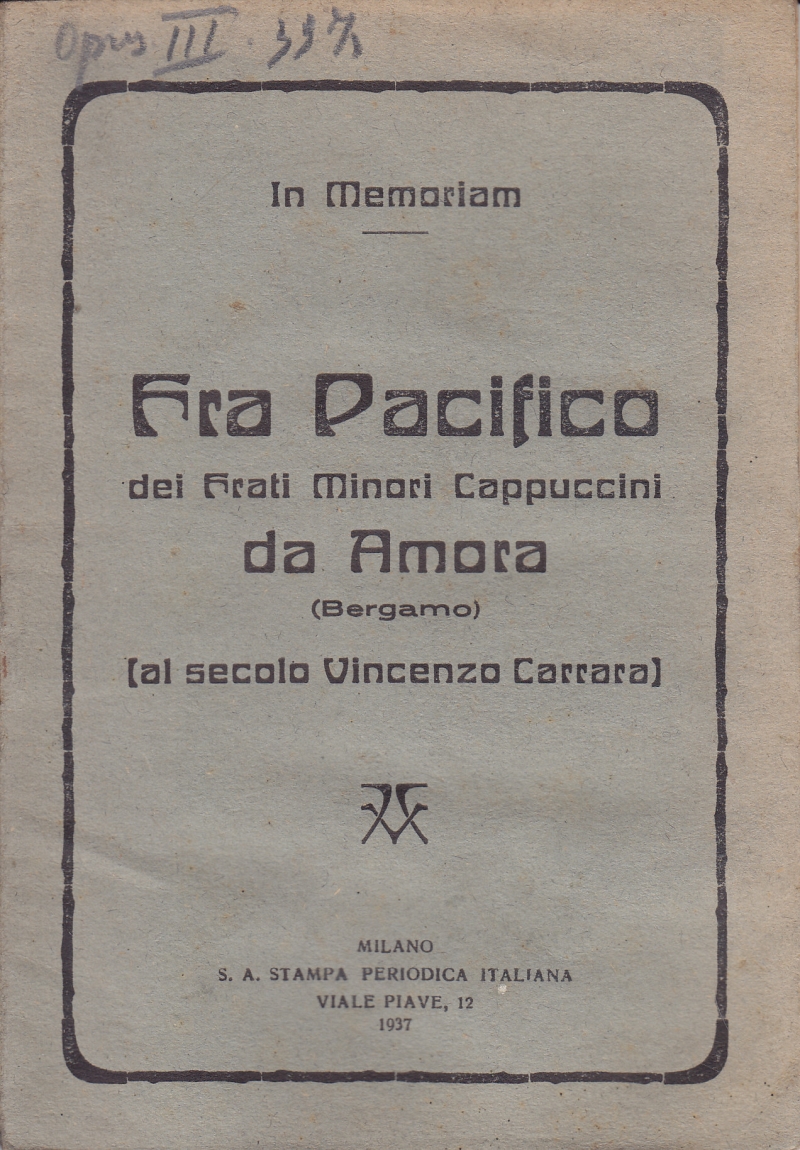 Opus III. 337
In Memoriam
Fra Pacifico
dei Frati Minori Cappuccini
da Amora
(Bergamo)
[al secolo Vincenzo Carrara]
MILANO
S. A. STAMPA PERIODICA ITALIANA
VIALE PIAVE, 12
1937